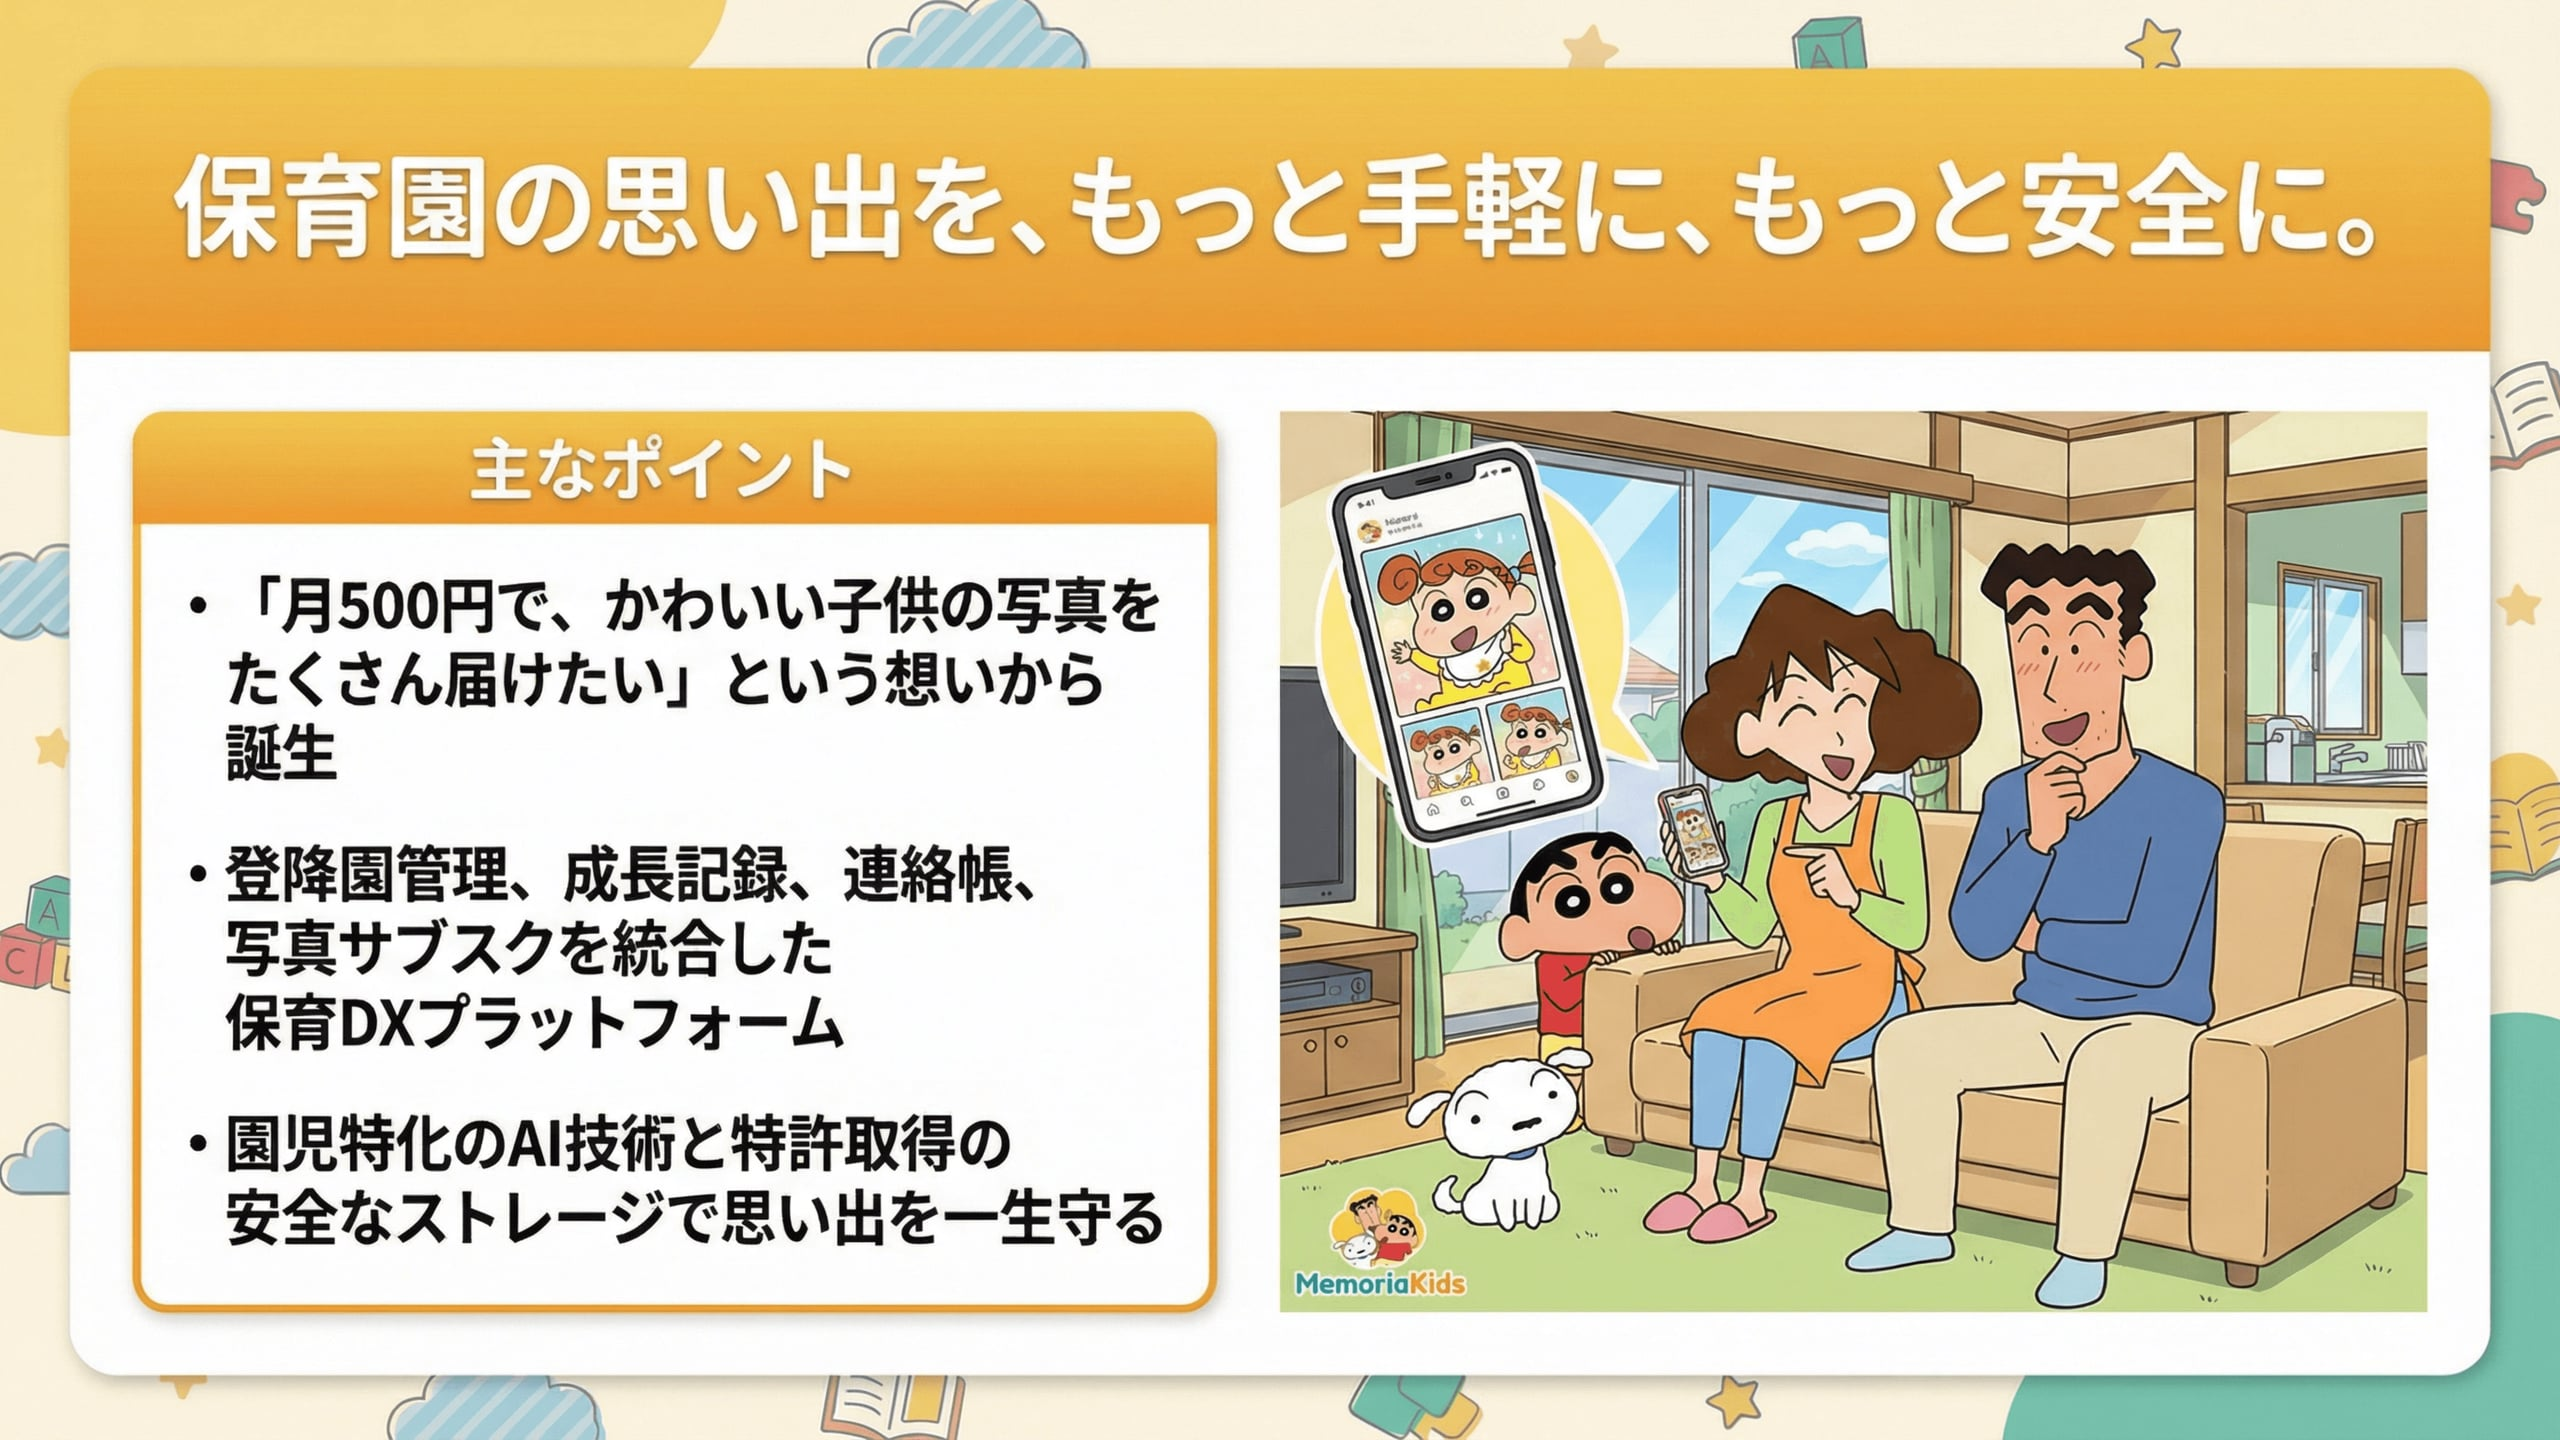 保育園の思い出を、もっと手軽に、もっと安全に。
主なポイント
• 「月500円で、かわいい子供の写真を
たくさん届けたい」という想いから
誕生
• 登降園管理、成長記録、連絡帳、
写真サブスクを統合した
保育DXプラットフォーム
• 園児特化のAI技術と特許取得の
安全なストレージで思い出を一生守る
MemoriaKids
A
A
C